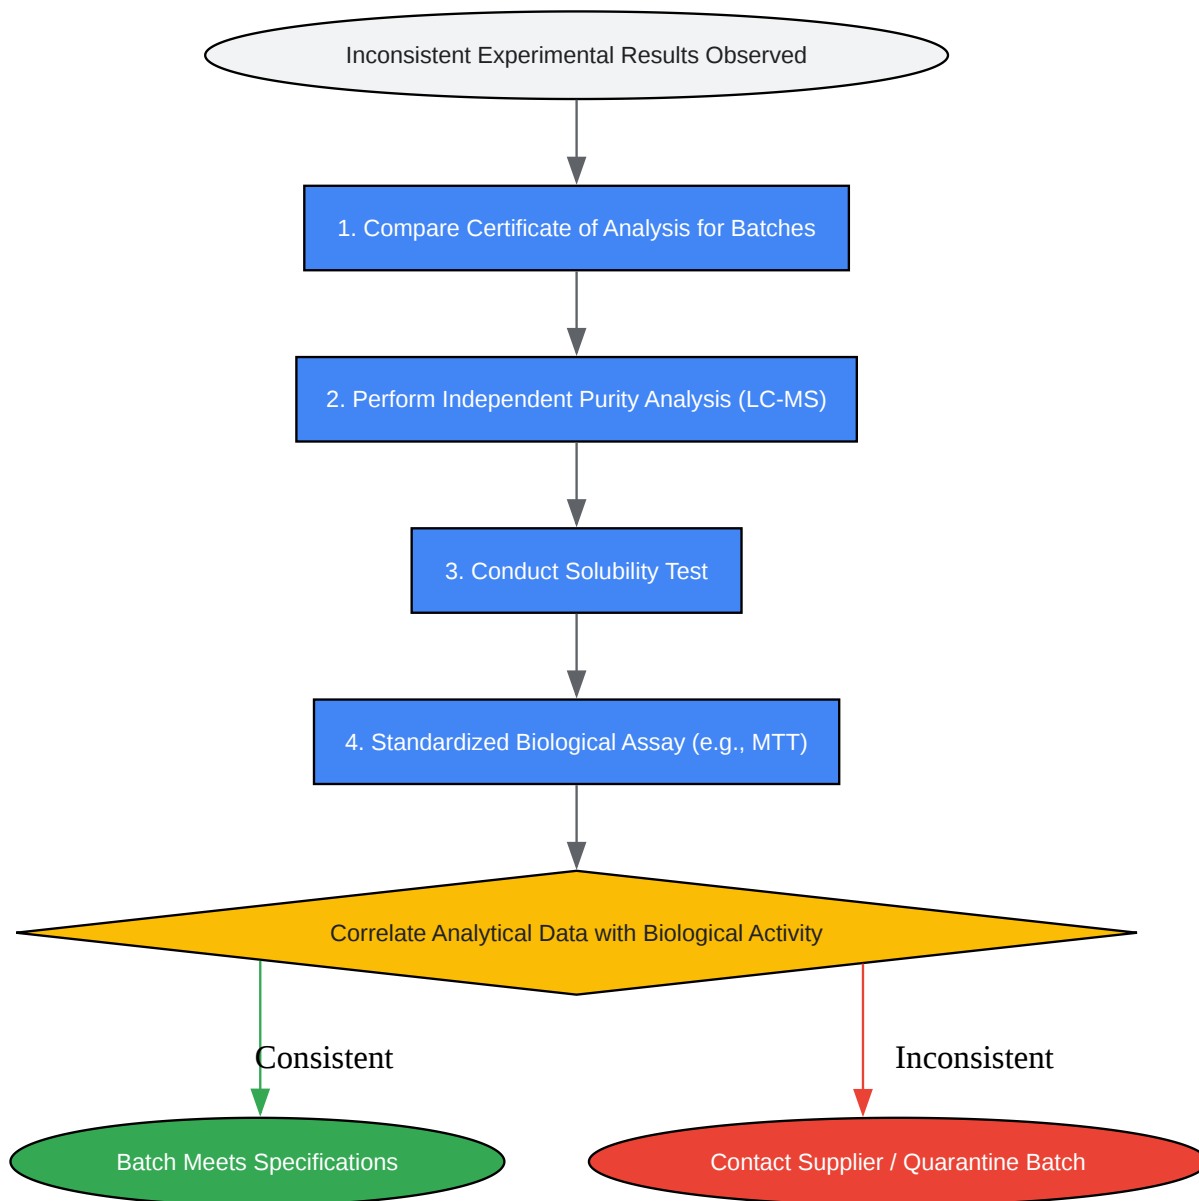 Inconsistent Experimental Results Observed
1. Compare Certificate of Analysis for Batches
2. Perform Independent Purity Analysis (LC-MS)
3. Conduct Solubility Test
4. Standardized Biological Assay (e.g., MTT)
Correlate Analytical Data with Biological Activity
Consistent
Inconsistent
Batch Meets Specifications
Contact Supplier / Quarantine Batch